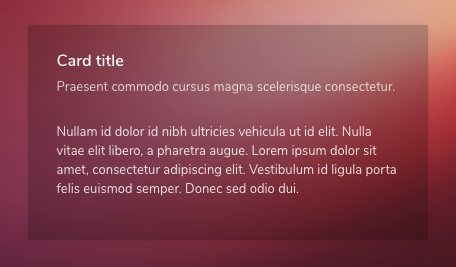 Card title
Praesent commodo cursus magna scelerisque consectetur.
Nullam id dolor id nibh ultricies vehicula ut id elit. Nulla
vitae elit libero, a pharetra augue. Lorem ipsum dolor sit
amet, consectetur adipiscing elit. Vestibulum id ligula porta
felis euismod semper. Donec sed odio dui.